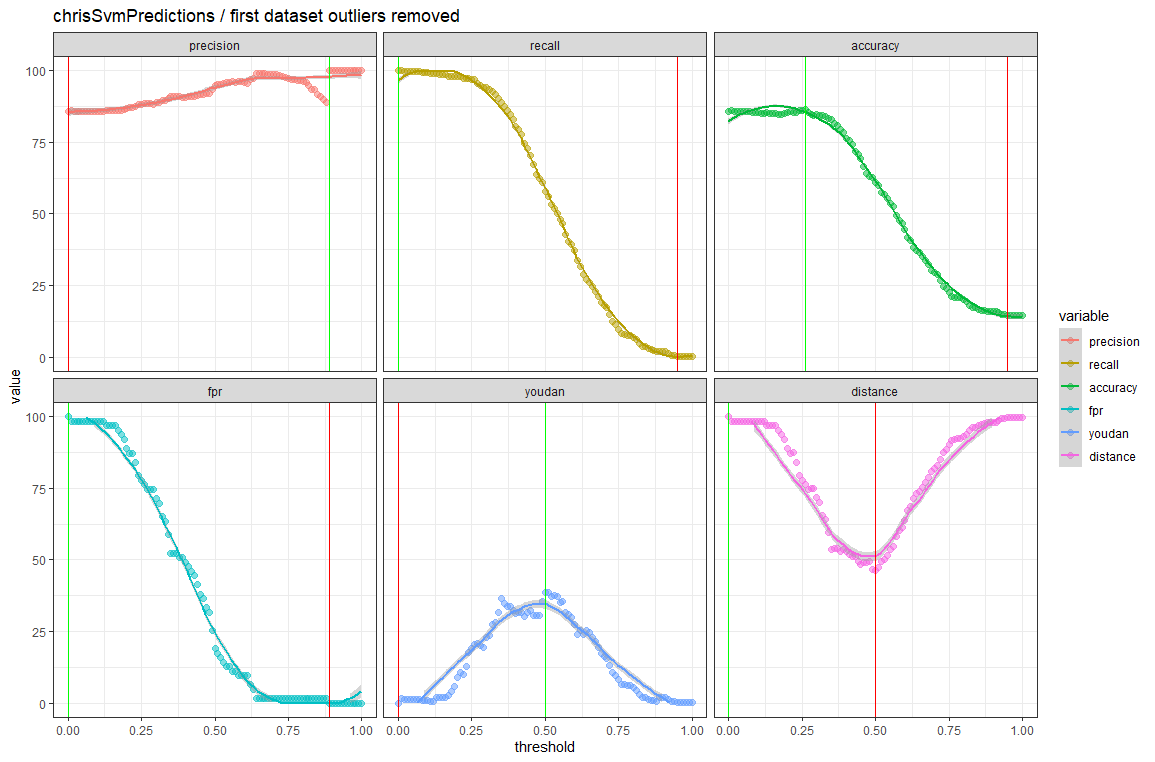 chrisSvmPredictions / first dataset outliers removed
precision
recall
accuracy
100
75
50
25
0
fpr
youdan
distance
100
75
50
25
0
0.00 0.25 0.50 0.75 1.00
0.00 0.25 0.50 0.75 1.00
0.00 0.25 0.50 0.75 1.00
threshold
value
variable
precision
recall
accuracy
fpr
youdan
distance